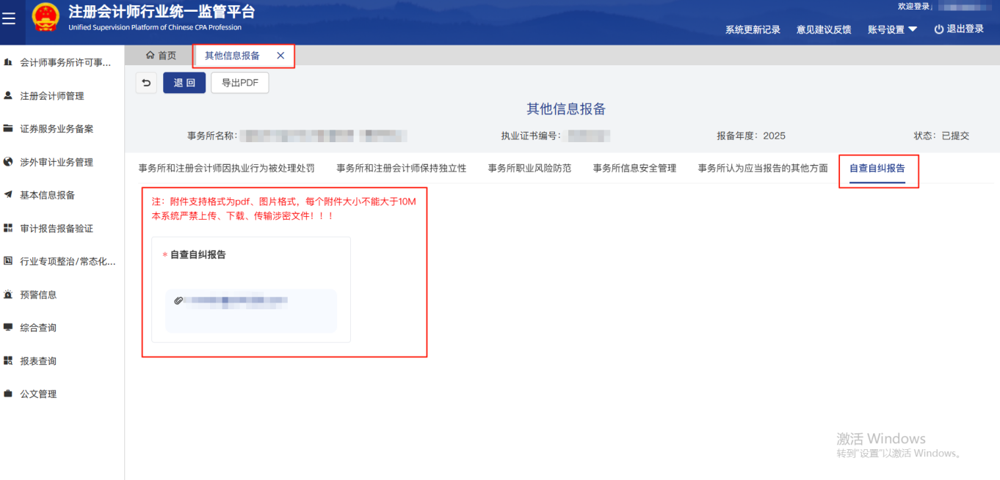 注册会计师行业统一监管平台
Unified Supervision Platform of Chinese CPA Profession
欢迎登录
系统更新记录 意见建议反馈 账号设置 退出登录
会计师事务所许可事...
注册会计师管理
证券服务业务备案
涉外审计业务管理
基本信息报备
审计报告报备验证
行业专项整治/常态化...
预警信息
综合查询
报表查询
公文管理
首页 其他信息报备
退 回 导出PDF
其他信息报备
事务所名称: 执业证书编号: 报备年度: 2025 状态: 已提交
事务所和注册会计师因执业行为被处理处罚 事务所和注册会计师保持独立性 事务所职业风险防范 事务所信息安全管理 事务所认为应当报告的其他方面 自查自纠报告
注：附件支持格式为pdf、图片格式，每个附件大小不能大于10M
本系统严禁上传、下载、传输涉密文件！！！
* 自查自纠报告
激活 Windows
转到"设置"以激活 Windows。